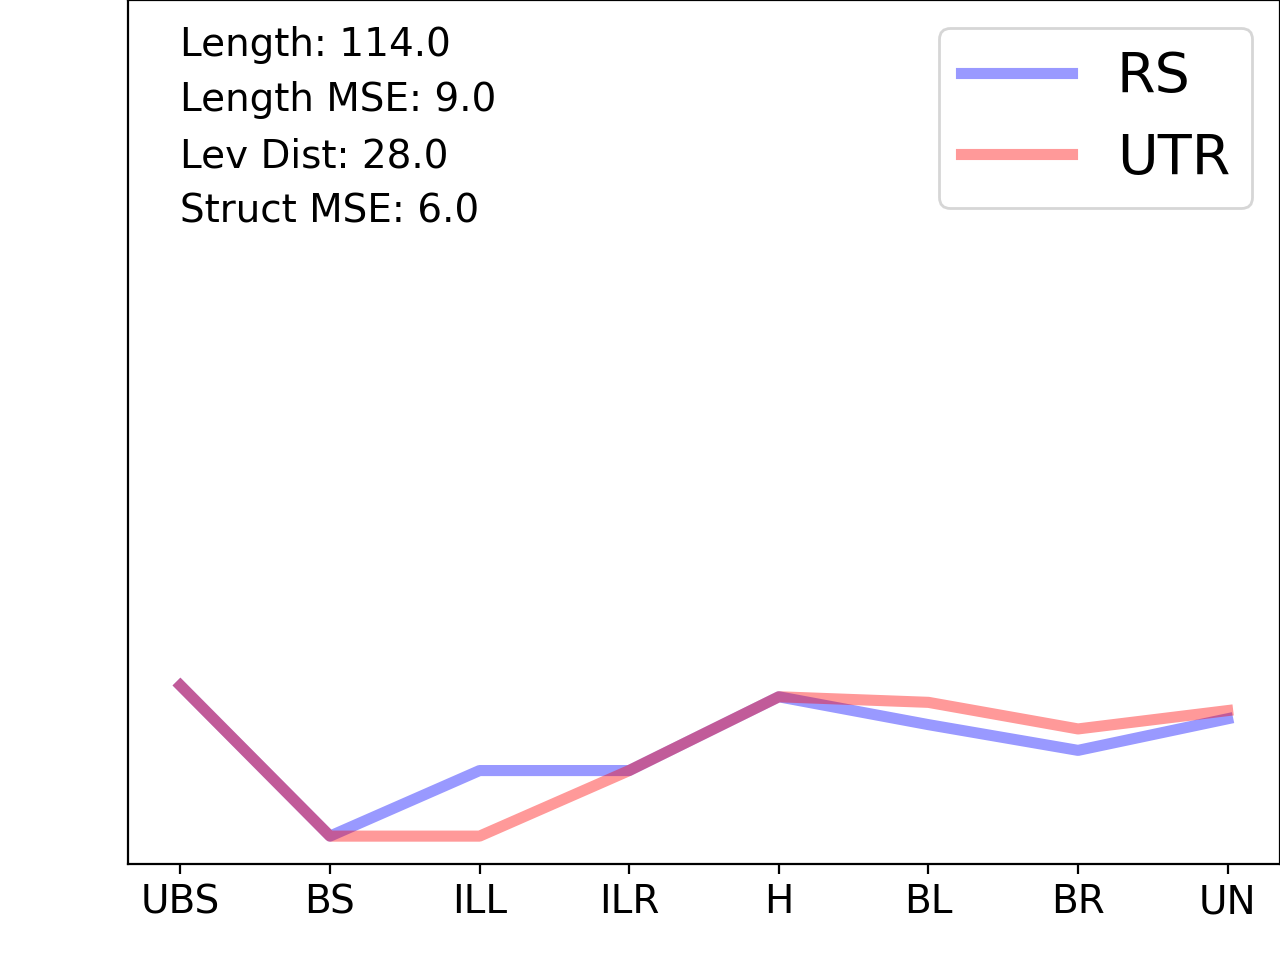 Length: 114.0
Length MSE: 9.0
Lev Dist: 28.0
Struct MSE: 6.0
RS
UTR
UBS BS ILL ILR H BL BR UN